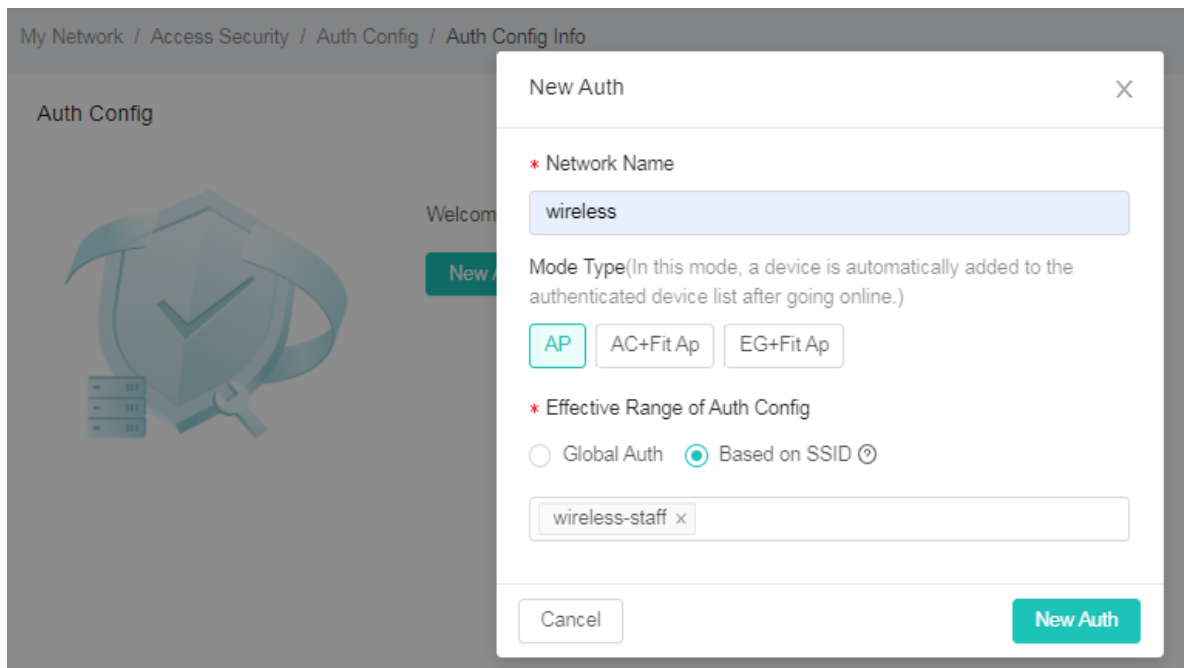 My Network / Access Security / Auth Config / Auth Config Info
Auth Config
Welcom
New A
New Auth
* Network Name
wireless
Mode Type(In this mode, a device is automatically added to the
authenticated device list after going online.)
AP AC+Fit Ap EG+Fit Ap
* Effective Range of Auth Config
Global Auth Based on SSID
wireless-staff ×
Cancel New Auth